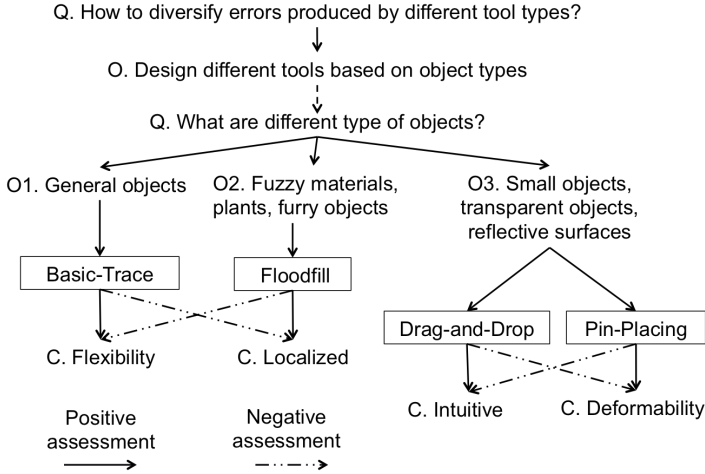 Q. How to diversify errors produced by different tool types?
O. Design different tools based on object types
Q. What are different type of objects?
O1. General objects
O2. Fuzzy materials,
plants, furry objects
O3. Small objects,
transparent objects,
reflective surfaces
Basic-Trace
Floodfill
Drag-and-Drop
Pin-Placing
C. Flexibility
C. Localized
C. Intuitive
C. Deformability
Positive
assessment
Negative
assessment